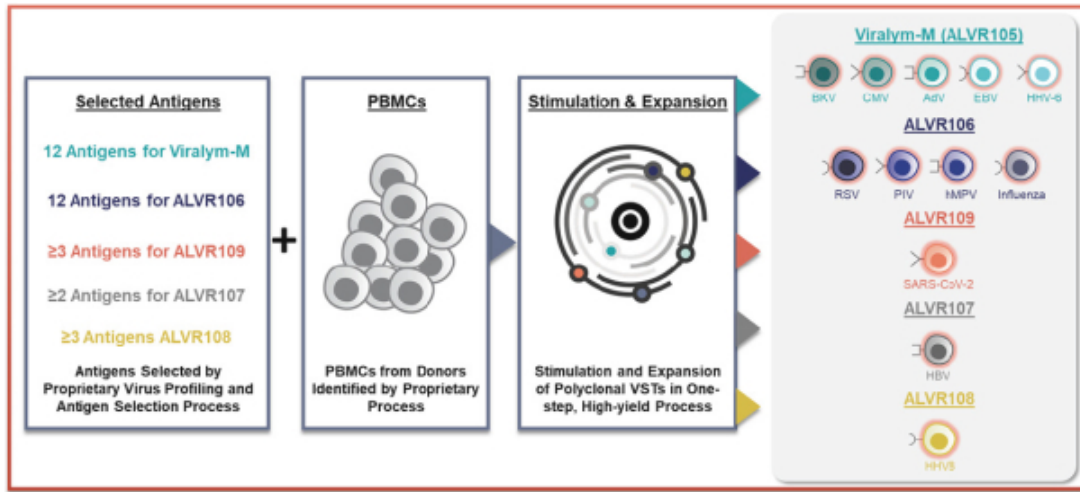 Selected Antigens
12 Antigens for Viralym-M
12 Antigens for ALVR106
≥3 Antigens for ALVR109
≥2 Antigens for ALVR107
≥3 Antigens ALVR108
Antigens Selected by
Proprietary Virus Profiling and
Antigen Selection Process
+
PBMCs
PBMCs from Donors
Identified by Proprietary
Process
Stimulation & Expansion
Stimulation and Expansion
of Polyclonal VSTs in One-
step, High-yield Process
Viralym-M (ALVR105)
BKV CMV AdV EBV HHV-6
ALVR106
RSV PIV hMPV Influenza
ALVR109
SARS-CoV-2
ALVR107
HBV
ALVR108
HHV8